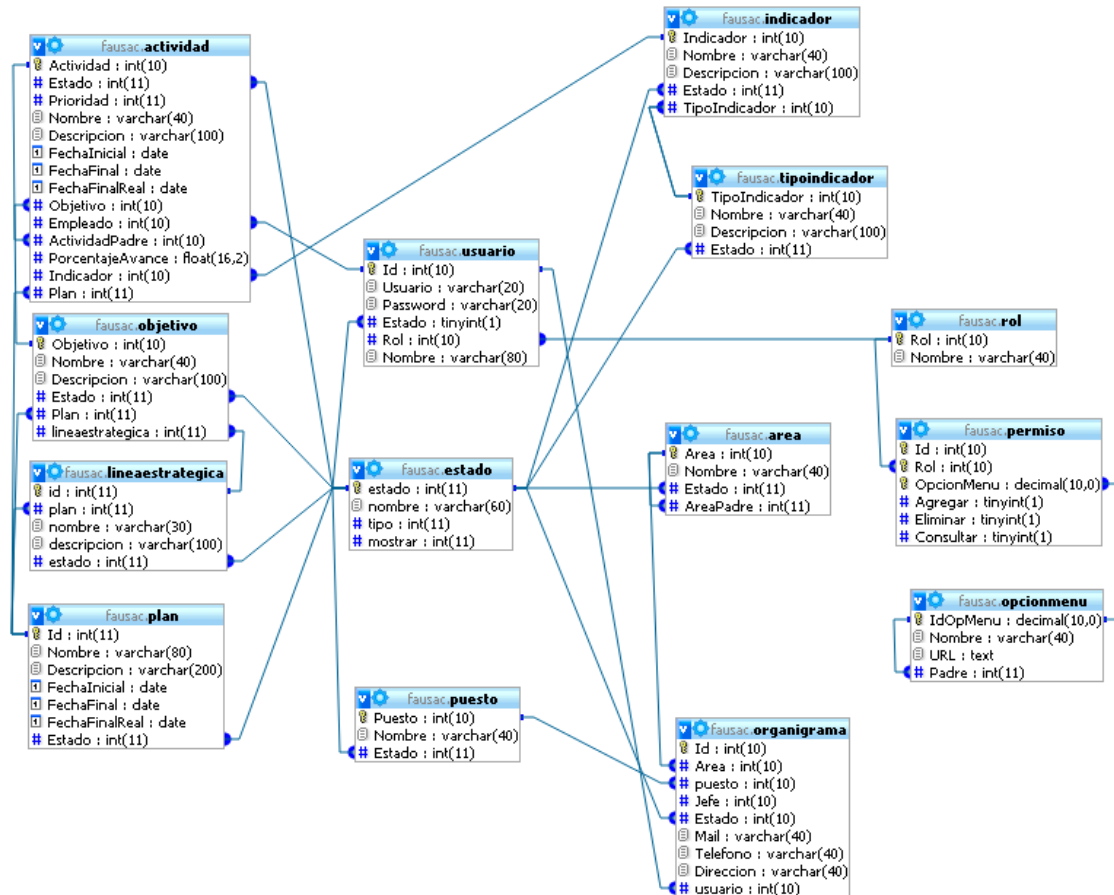 fausac.actividad
Actividad : int(10)
Estado : int(11)
Prioridad : int(11)
Nombre : varchar(40)
Descripcion : varchar(100)
FechaInicial : date
FechaFinal : date
FechaFinalReal : date
Objetivo : int(10)
Empleado : int(10)
ActividadPadre : int(10)
PorcentajeAvance : float(16,2)
Indicador : int(10)
Plan : int(11)
fausac.objetivo
Objetivo : int(10)
Nombre : varchar(40)
Descripcion : varchar(100)
Estado : int(11)
Plan : int(11)
lineaestrategica : int(11)
fausac.lineaestrategica
id : int(11)
plan : int(11)
nombre : varchar(30)
descripcion : varchar(100)
estado : int(11)
fausac.plan
Id : int(11)
Nombre : varchar(80)
Descripcion : varchar(200)
FechaInicial : date
FechaFinal : date
FechaFinalReal : date
Estado : int(11)
fausac.usuario
Id : int(10)
Usuario : varchar(20)
Password : varchar(20)
Estado : tinyint(1)
Rol : int(10)
Nombre : varchar(80)
fausac.estado
estado : int(11)
nombre : varchar(60)
tipo : int(11)
mostrar : int(11)
fausac.puesto
Puesto : int(10)
Nombre : varchar(40)
Estado : int(11)
fausac.indicador
Indicador : int(10)
Nombre : varchar(40)
Descripcion : varchar(100)
Estado : int(11)
TipoIndicador : int(10)
fausac.tipoindicador
TipoIndicador : int(10)
Nombre : varchar(40)
Descripcion : varchar(100)
Estado : int(11)
fausac.area
Area : int(10)
Nombre : varchar(40)
Estado : int(11)
AreaPadre : int(11)
fausac.organigrama
Id : int(10)
Area : int(10)
puesto : int(10)
Jefe : int(10)
Estado : int(10)
Mail : varchar(40)
Telefono : varchar(40)
Direccion : varchar(40)
usuario : int(10)
fausac.rol
Rol : int(10)
Nombre : varchar(40)
fausac.permiso
Id : int(10)
Rol : int(10)
OpcionMenu : decimal(10,0)
Agregar : tinyint(1)
Eliminar : tinyint(1)
Consultar : tinyint(1)
fausac.opcionmenu
IdOpMenu : decimal(10,0)
Nombre : varchar(40)
URL : text
Padre : int(11)